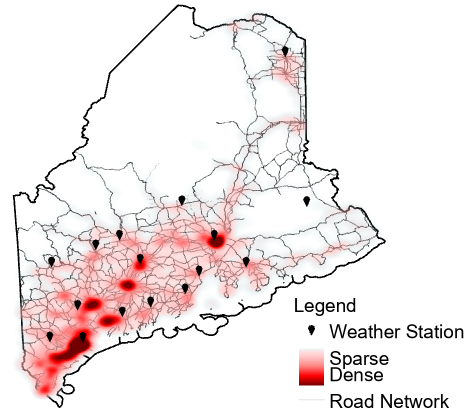 Legend
Weather Station
Sparse
Dense
Road Network